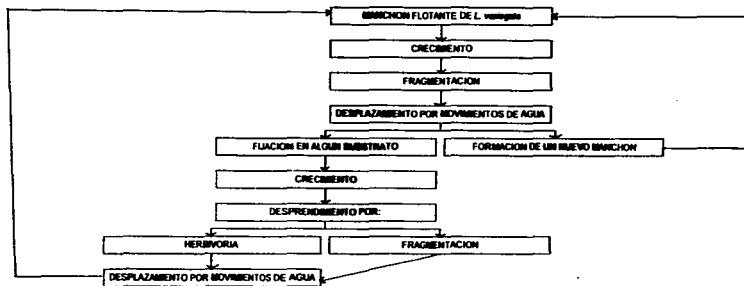 MANCHON FLOTANTE DE L. variegata
CRECIMIENTO
FRAGMENTACION
DESPLAZAMIENTO POR MOVIMIENTOS DE AGUA
FIJACION EN ALGUN SUBSTRATO
FORMACION DE UN NUEVO MANCHON
CRECIMIENTO
DESPRENDIMIENTO POR:
HERBIVORIA
FRAGMENTACION
DESPLAZAMIENTO POR MOVIMIENTOS DE AGUA